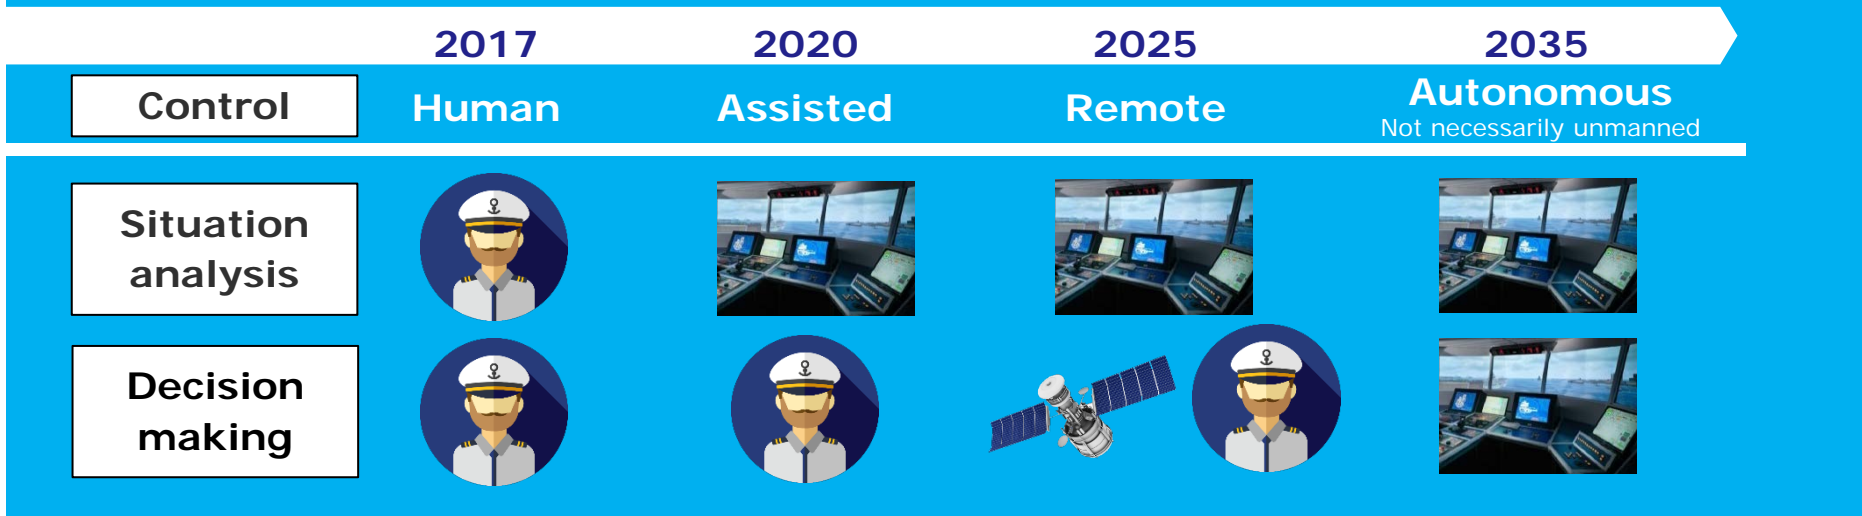 2017 2020 2025 2035
Control Human Assisted Remote Autonomous
Not necessarily unmanned
Situation
analysis
Decision
making